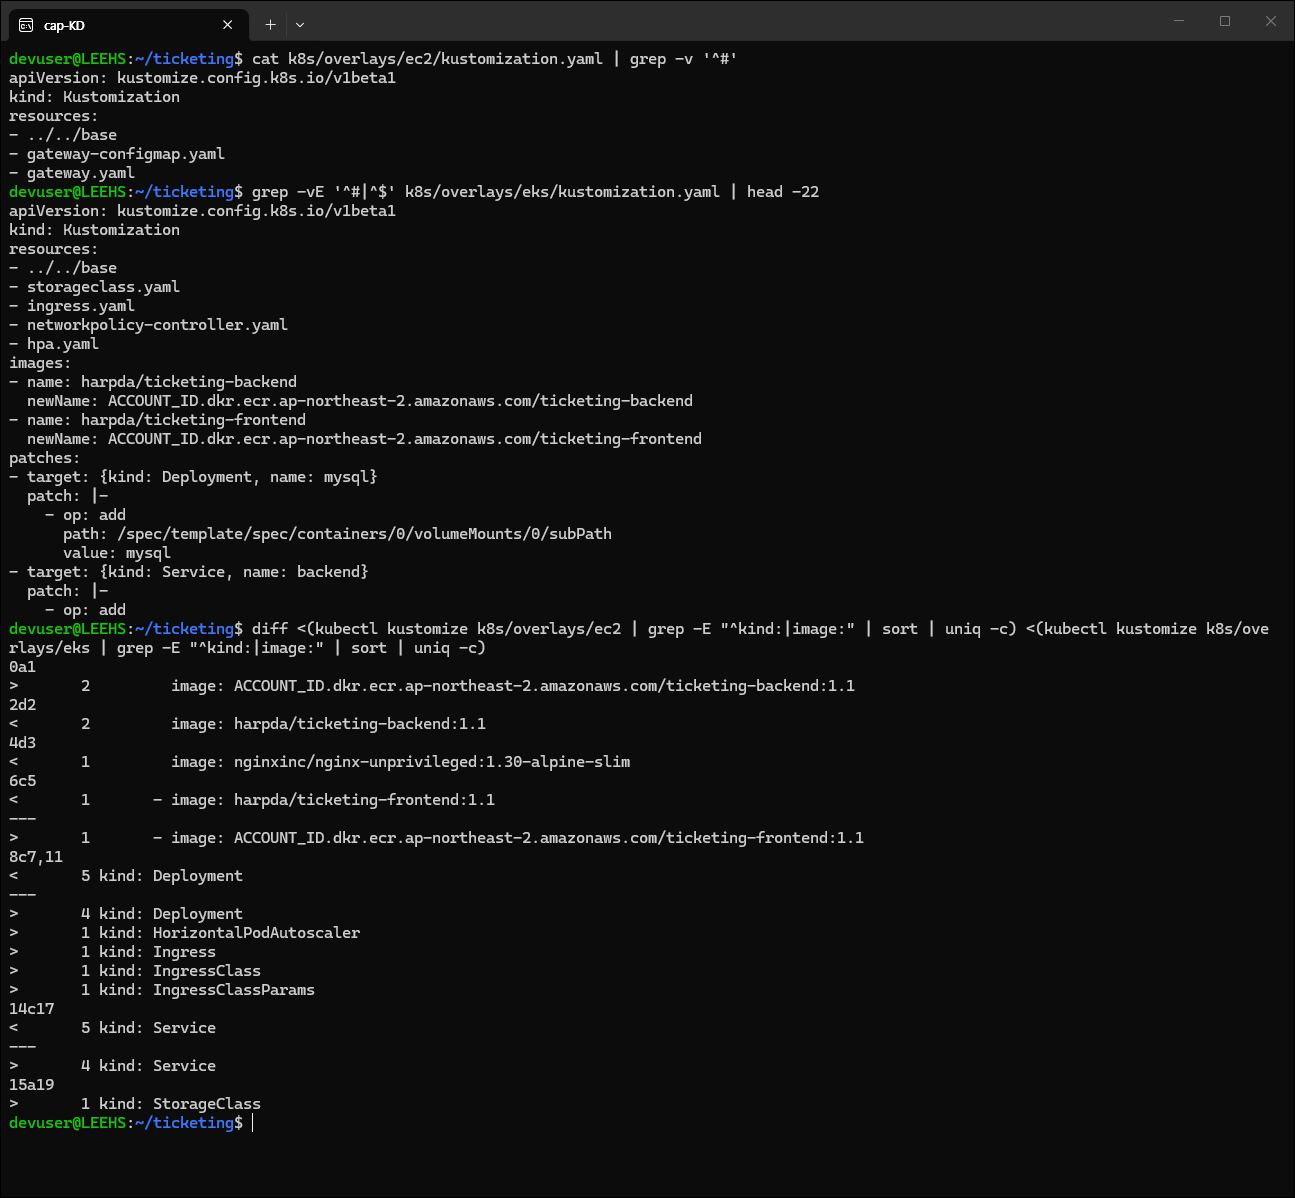 cap-KD
devuser@LEEHS:~/ticketing$ cat k8s/overlays/ec2/kustomization.yaml | grep -v '^#'
apiVersion: kustomize.config.k8s.io/v1beta1
kind: Kustomization
resources:
- ../../base
- gateway-configmap.yaml
- gateway.yaml
devuser@LEEHS:~/ticketing$ grep -vE '^#|^$' k8s/overlays/eks/kustomization.yaml | head -22
apiVersion: kustomize.config.k8s.io/v1beta1
kind: Kustomization
resources:
- ../../base
- storageclass.yaml
- ingress.yaml
- networkpolicy-controller.yaml
- hpa.yaml
images:
- name: harpda/ticketing-backend
  newName: ACCOUNT_ID.dkr.ecr.ap-northeast-2.amazonaws.com/ticketing-backend
- name: harpda/ticketing-frontend
  newName: ACCOUNT_ID.dkr.ecr.ap-northeast-2.amazonaws.com/ticketing-frontend
patches:
- target: {kind: Deployment, name: mysql}
  patch: |-
    - op: add
      path: /spec/template/spec/containers/0/volumeMounts/0/subPath
      value: mysql
- target: {kind: Service, name: backend}
  patch: |-
    - op: add
devuser@LEEHS:~/ticketing$ diff <(kubectl kustomize k8s/overlays/ec2 | grep -E "^kind:|image:" | sort | uniq -c) <(kubectl kustomize k8s/ove
rlays/eks | grep -E "^kind:|image:" | sort | uniq -c)
0a1
>       2         image: ACCOUNT_ID.dkr.ecr.ap-northeast-2.amazonaws.com/ticketing-backend:1.1
2d2
<       2         image: harpda/ticketing-backend:1.1
4d3
<       1         image: nginxinc/nginx-unprivileged:1.30-alpine-slim
6c5
<       1       - image: harpda/ticketing-frontend:1.1
---
>       1       - image: ACCOUNT_ID.dkr.ecr.ap-northeast-2.amazonaws.com/ticketing-frontend:1.1
8c7,11
<       5 kind: Deployment
---
>       4 kind: Deployment
>       1 kind: HorizontalPodAutoscaler
>       1 kind: Ingress
>       1 kind: IngressClass
>       1 kind: IngressClassParams
14c17
<       5 kind: Service
---
>       4 kind: Service
15a19
>       1 kind: StorageClass
devuser@LEEHS:~/ticketing$